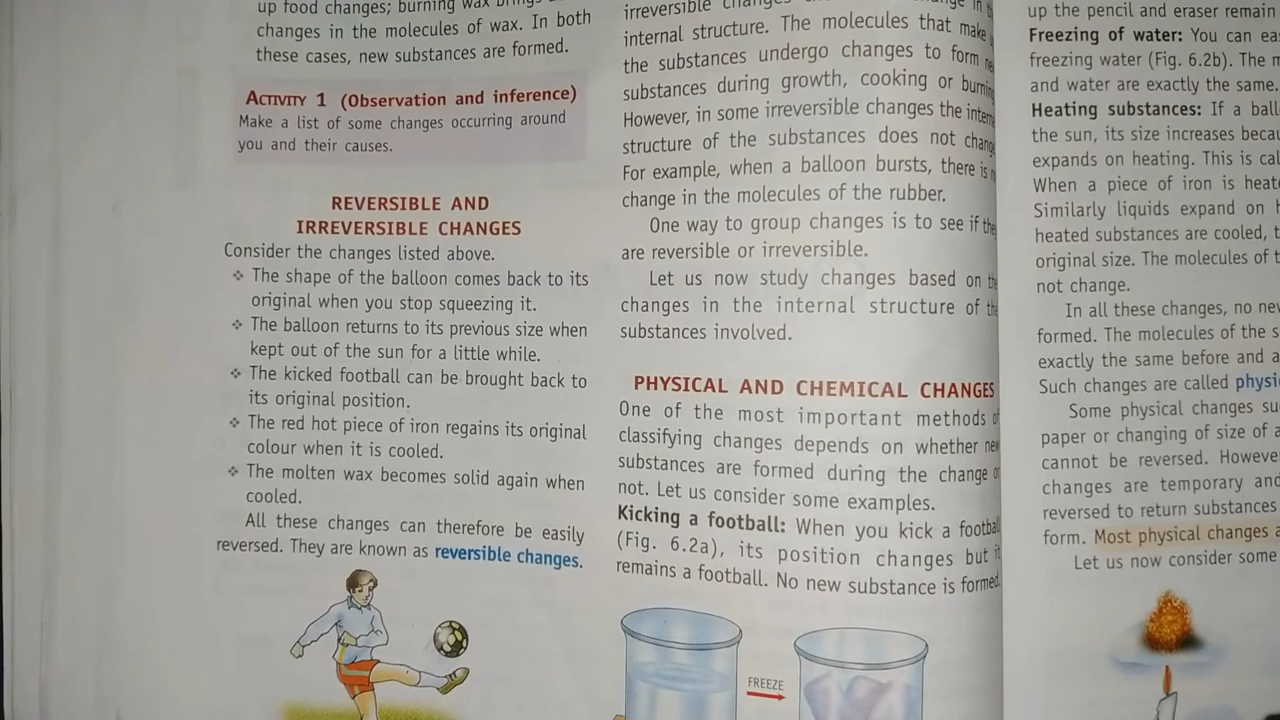 up food changes; burning wax
changes in the molecules of wax. In both
these cases, new substances are formed.
ACTIVITY 1 (Observation and inference)
Make a list of some changes occurring around
you and their causes.
REVERSIBLE AND
IRREVERSIBLE CHANGES
Consider the changes listed above.
❖ The shape of the balloon comes back to its
original when you stop squeezing it.
❖ The balloon returns to its previous size when
kept out of the sun for a little while.
❖ The kicked football can be brought back to
its original position.
❖ The red hot piece of iron regains its original
colour when it is cooled.
❖ The molten wax becomes solid again when
cooled.
All these changes can therefore be easily
reversed. They are known as reversible changes.
irreversible changes
internal structure. The molecules that make
the substances undergo changes to form
substances during growth, cooking or burning
However, in some irreversible changes the
structure of the substances does not
For example, when a balloon bursts, there is
change in the molecules of the rubber.
One way to group changes is to see if they
are reversible or irreversible.
Let us now study changes based on the
changes in the internal structure of the
substances involved.
PHYSICAL AND CHEMICAL CHANGES
One of the most important methods of
classifying changes depends on whether new
substances are formed during the change or
not. Let us consider some examples.
Kicking a football: When you kick a football
(Fig. 6.2a), its position changes but it
remains a football. No new substance is formed.
FREEZE
up the pencil and eraser remain
Freezing of water: You can
freezing water (Fig. 6.2b). The
and water are exactly the same.
Heating substances: If a
the sun, its size increases
expands on heating. This is
When a piece of iron is
Similarly liquids expand on
heated substances are cooled,
original size. The molecules of
not change.
In all these changes, no
formed. The molecules of the
exactly the same before and
Such changes are called
Some physical changes
paper or changing of size of a
cannot be reversed.
changes are temporary and
reversed to return substances
form. Most physical changes
Let us now consider some